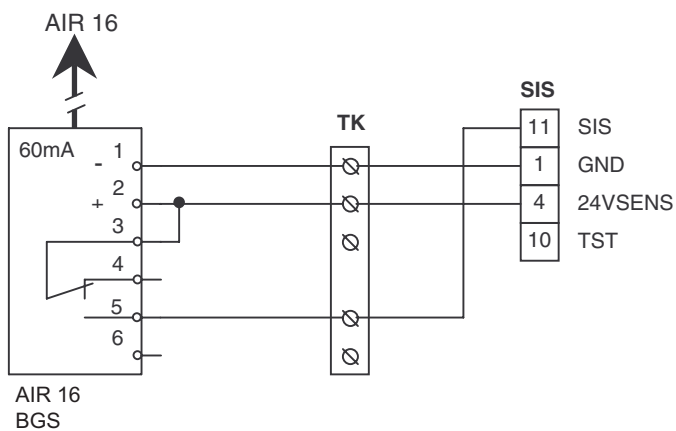 AIR 16
SIS
TK
11 SIS
60mA
- 1
1 GND
+ 2
4 24VSENS
3
10 TST
4
5
6
AIR 16
BGS